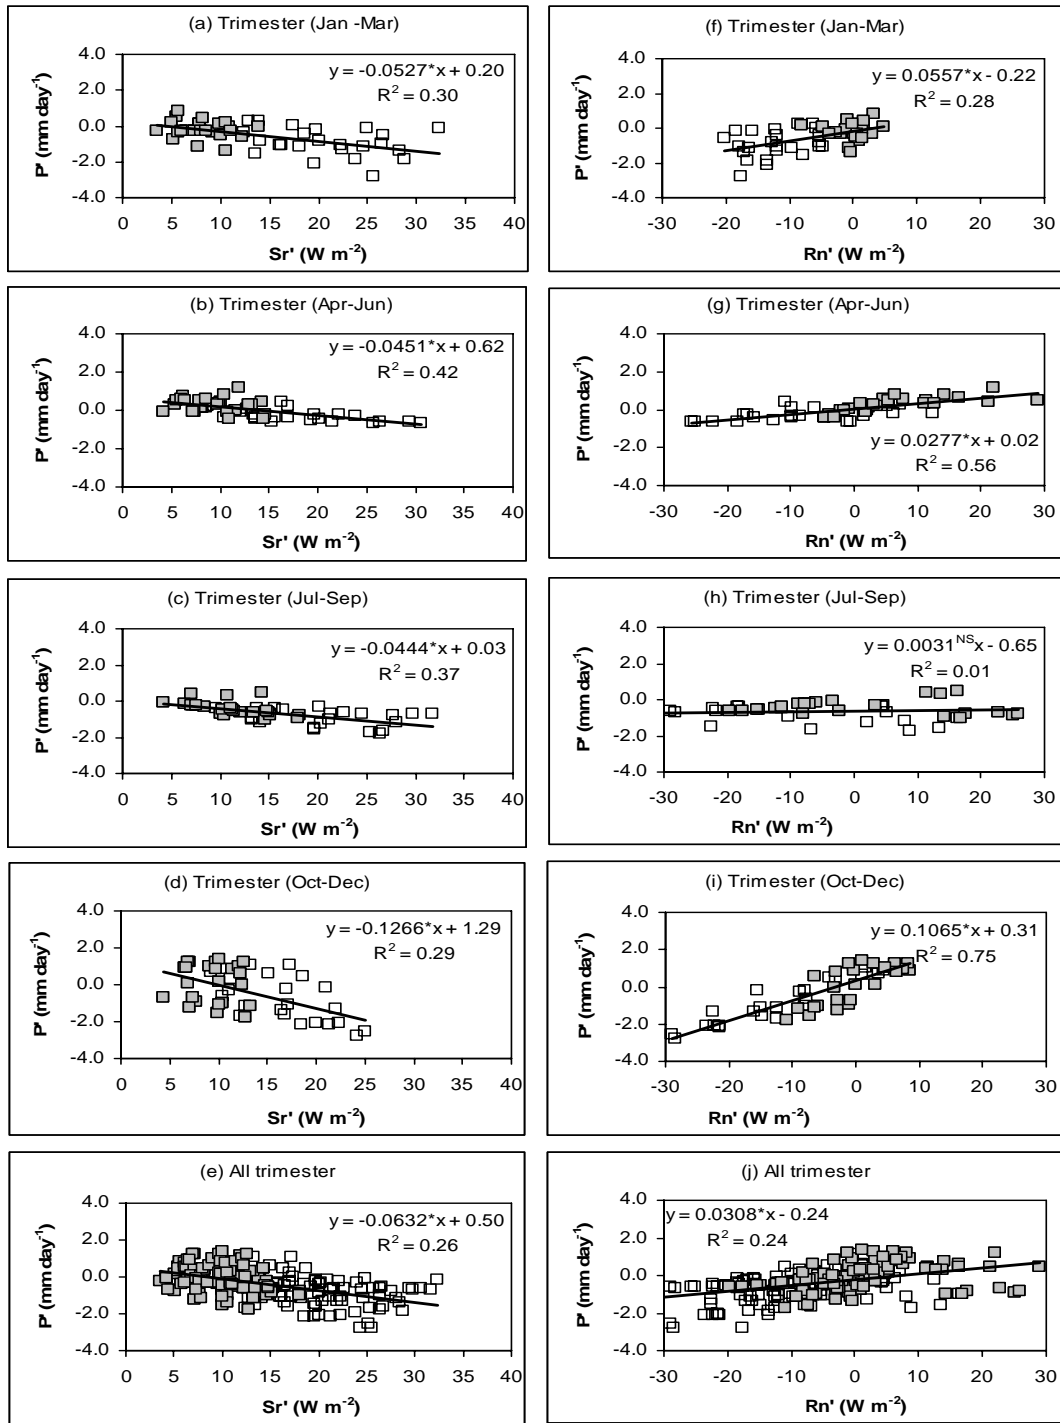 (a) Trimester (Jan -Mar)
y = -0.0527*x + 0.20
R² = 0.30
4.0
2.0
0.0
-2.0
-4.0
P' (mm day⁻¹)
0 5 10 15 20 25 30 35 40
Sr' (W m⁻²)
(f) Trimester (Jan-Mar)
y = 0.0557*x - 0.22
R² = 0.28
4.0
2.0
0.0
-2.0
-4.0
P' (mm day⁻¹)
-30 -20 -10 0 10 20 30
Rn' (W m⁻²)
(b) Trimester (Apr-Jun)
y = -0.0451*x + 0.62
R² = 0.42
4.0
2.0
0.0
-2.0
-4.0
P' (mm day⁻¹)
0 5 10 15 20 25 30 35 40
Sr' (W m⁻²)
(g) Trimester (Apr-Jun)
y = 0.0277*x + 0.02
R² = 0.56
4.0
2.0
0.0
-2.0
-4.0
P' (mm day⁻¹)
-30 -20 -10 0 10 20 30
Rn' (W m⁻²)
(c) Trimester (Jul-Sep)
y = -0.0444*x + 0.03
R² = 0.37
4.0
2.0
0.0
-2.0
-4.0
P' (mm day⁻¹)
0 5 10 15 20 25 30 35 40
Sr' (W m⁻²)
(h) Trimester (Jul-Sep)
y = 0.0031ᴺˢx - 0.65
R² = 0.01
4.0
2.0
0.0
-2.0
-4.0
P' (mm day⁻¹)
-30 -20 -10 0 10 20 30
Rn' (W m⁻²)
(d) Trimester (Oct-Dec)
y = -0.1266*x + 1.29
R² = 0.29
4.0
2.0
0.0
-2.0
-4.0
P' (mm day⁻¹)
0 5 10 15 20 25 30 35 40
Sr' (W m⁻²)
(i) Trimester (Oct-Dec)
y = 0.1065*x + 0.31
R² = 0.75
4.0
2.0
0.0
-2.0
-4.0
P' (mm day⁻¹)
-30 -20 -10 0 10 20 30
Rn' (W m⁻²)
(e) All trimester
y = -0.0632*x + 0.50
R² = 0.26
4.0
2.0
0.0
-2.0
-4.0
P' (mm day⁻¹)
0 5 10 15 20 25 30 35 40
Sr' (W m⁻²)
(j) All trimester
y = 0.0308*x - 0.24
R² = 0.24
4.0
2.0
0.0
-2.0
-4.0
P' (mm day⁻¹)
-30 -20 -10 0 10 20 30
Rn' (W m⁻²)